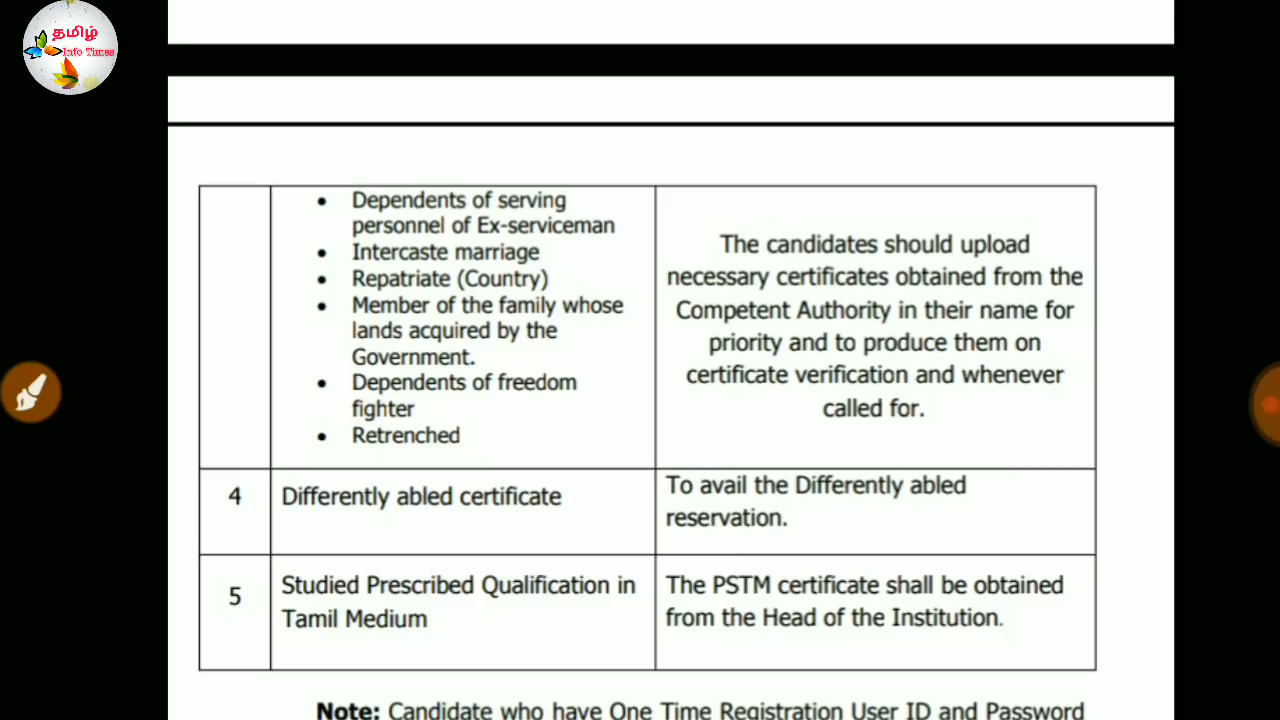 தமிழ்
Info Times
Dependents of serving
personnel of Ex-serviceman
Intercaste marriage
Repatriate (Country)
Member of the family whose
lands acquired by the
Government.
Dependents of freedom
fighter
Retrenched
The candidates should upload
necessary certificates obtained from the
Competent Authority in their name for
priority and to produce them on
certificate verification and whenever
called for.
4
Differently abled certificate
To avail the Differently abled
reservation.
5
Studied Prescribed Qualification in
Tamil Medium
The PSTM certificate shall be obtained
from the Head of the Institution.
Note: Candidate who have One Time Registration User ID and Password